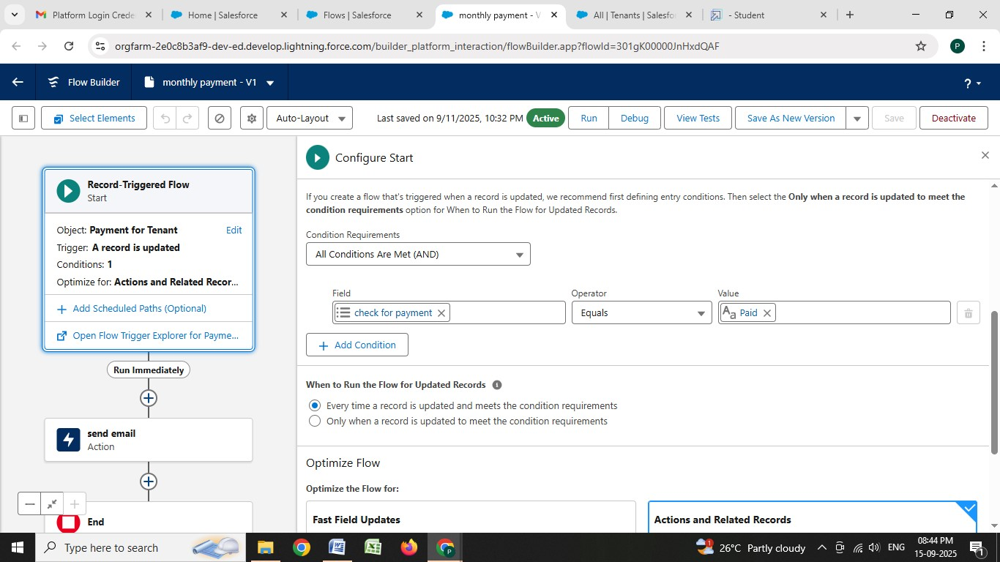 Platform Login Crede
Home | Salesforce
Flows | Salesforce
monthly payment - V
All | Tenants | Salesfo
- Student
orgfarm-2e0c8b3af9-dev-ed.develop.lightning.force.com/builder_platform_interaction/flowBuilder.app?flowId=301gK00000JnHxdQAF
P
Flow Builder
monthly payment - V1
?
Select Elements
Auto-Layout
Last saved on 9/11/2025, 10:32 PM
Active
Run
Debug
View Tests
Save As New Version
Save
Deactivate
Record-Triggered Flow
Start
Object: Payment for Tenant
Edit
Trigger: A record is updated
Conditions: 1
Optimize for: Actions and Related Recor...
Add Scheduled Paths (Optional)
Open Flow Trigger Explorer for Payme...
Run Immediately
send email
Action
End
Configure Start
If you create a flow that's triggered when a record is updated, we recommend first defining entry conditions. Then select the Only when a record is updated to meet the
condition requirements option for When to Run the Flow for Updated Records.
Condition Requirements
All Conditions Are Met (AND)
Field
Operator
Value
check for payment
Equals
Aa Paid
Add Condition
When to Run the Flow for Updated Records
Every time a record is updated and meets the condition requirements
Only when a record is updated to meet the condition requirements
Optimize Flow
Optimize the Flow for:
Fast Field Updates
Actions and Related Records
Type here to search
P
1
26°C Partly cloudy
ENG
08:44 PM
15-09-2025
1